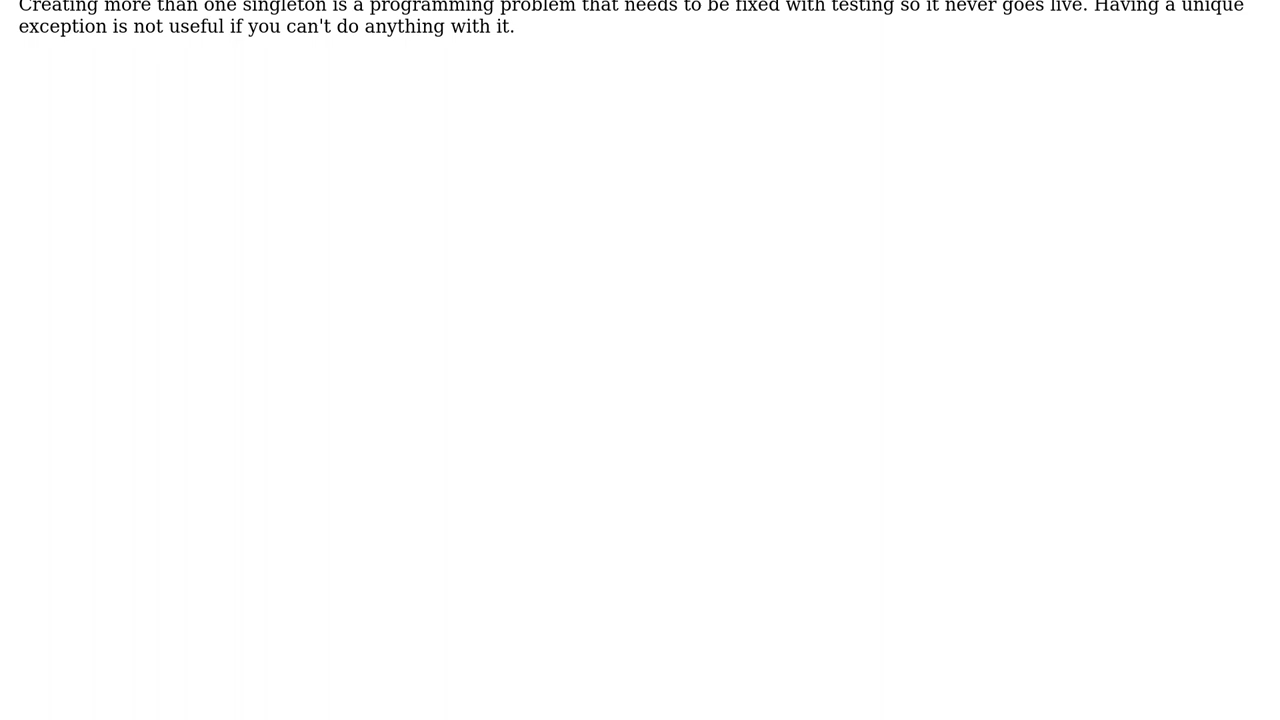 Creating more than one singleton is a programming problem that needs to be fixed with testing so it never goes live. Having a unique
exception is not useful if you can't do anything with it.